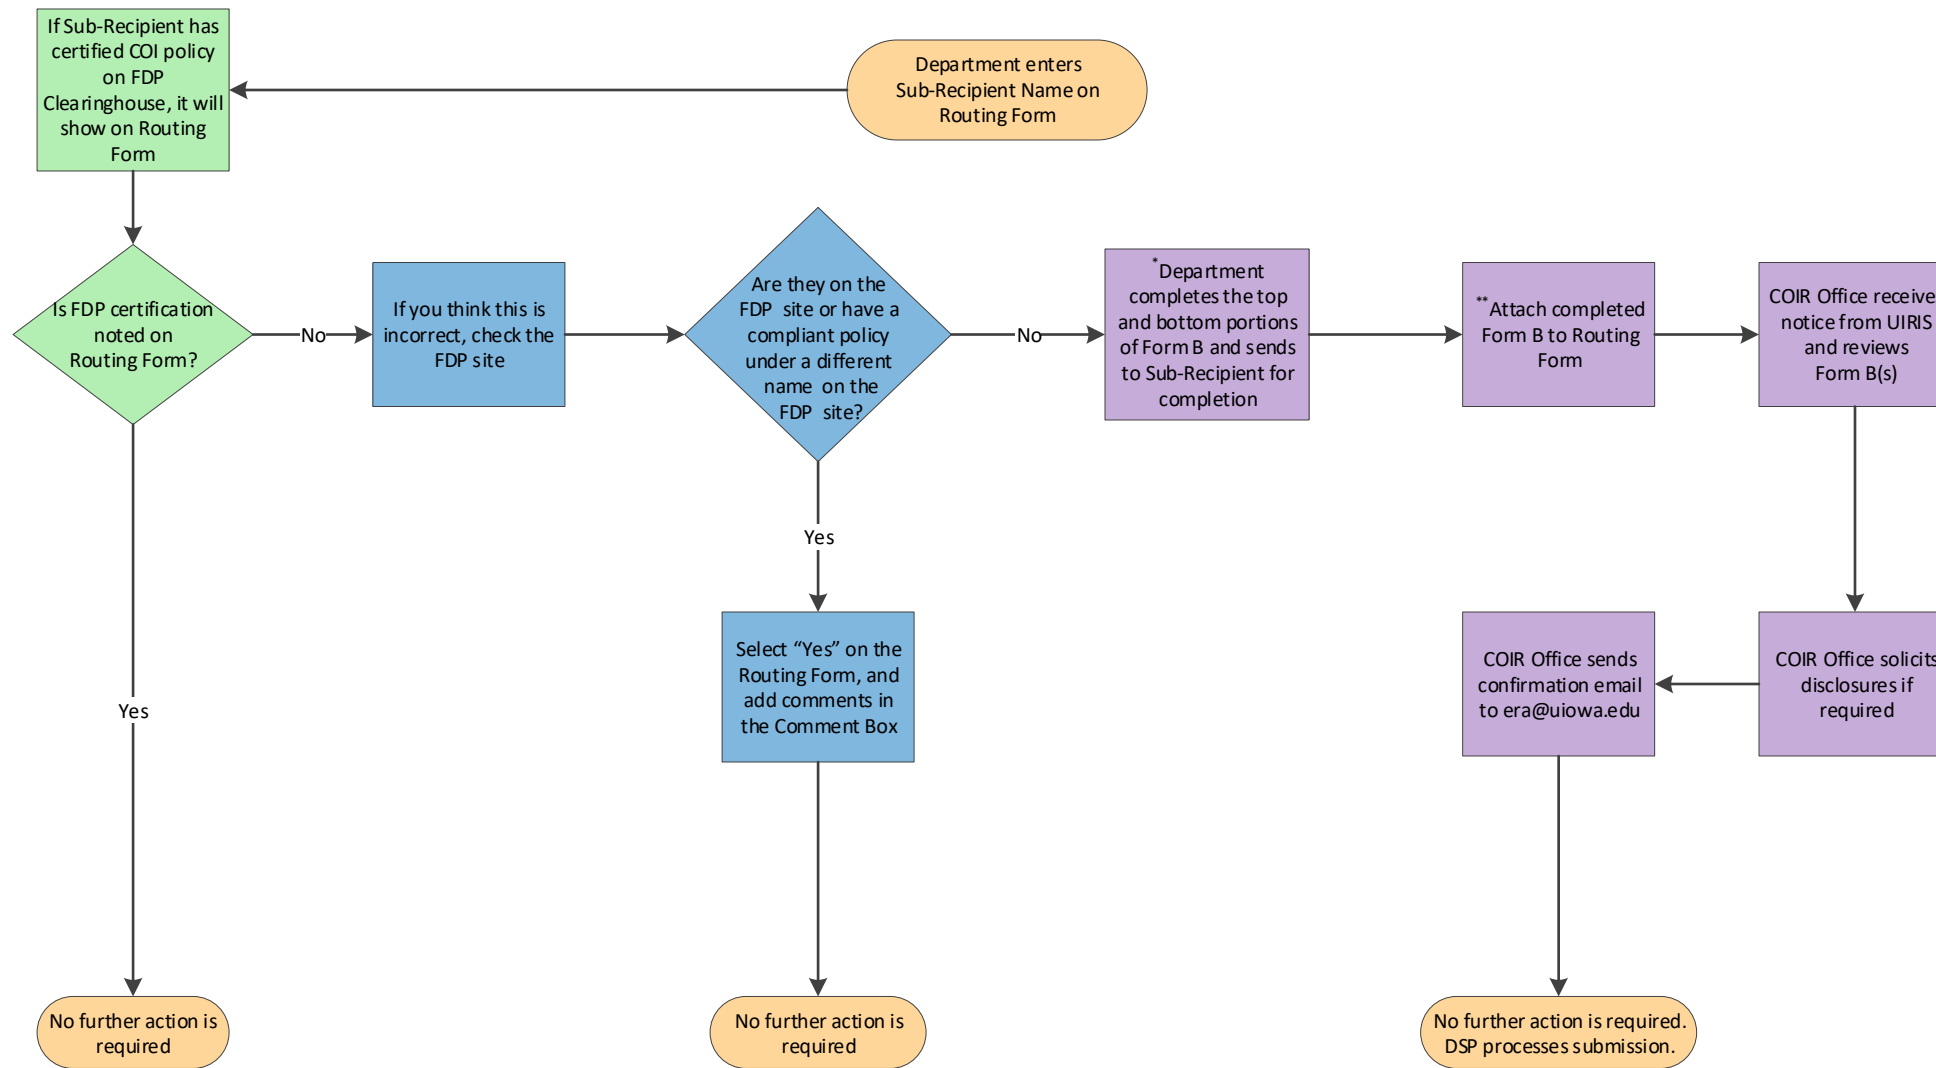 If Sub-Recipient has
certified COI policy
on FDP
Clearinghouse, it will
show on Routing
Form
Department enters
Sub-Recipient Name on
Routing Form
Is FDP certification
noted on
Routing Form?
No
If you think this is
incorrect, check the
FDP site
Are they on the
FDP site or have a
compliant policy
under a different
name on the
FDP site?
No
*Department
completes the top
and bottom portions
of Form B and sends
to Sub-Recipient for
completion
**Attach completed
Form B to Routing
Form
COIR Office receive
notice from UIRIS
and reviews
Form B(s)
Yes
Select “Yes” on the
Routing Form, and
add comments in
the Comment Box
COIR Office sends
confirmation email
to era@uiowa.edu
COIR Office solicits
disclosures if
required
Yes
No further action is
required
No further action is
required
No further action is required.
DSP processes submission.